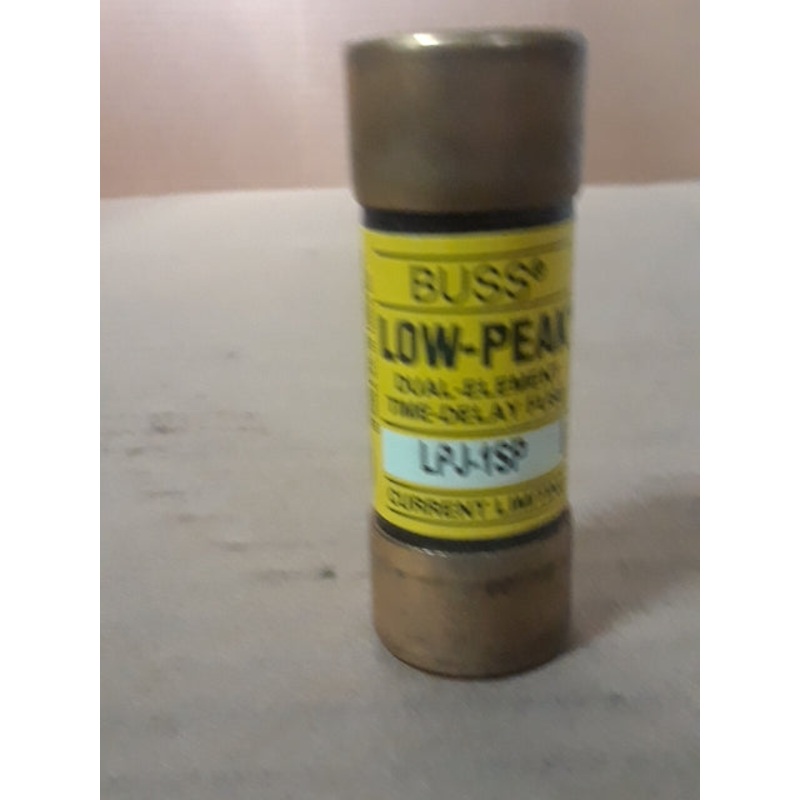 BUSS®
LOW-PEAK
DUAL-ELEMENT
TIME-DELAY FUSE
LPJ-1SP
CURRENT LIMITING